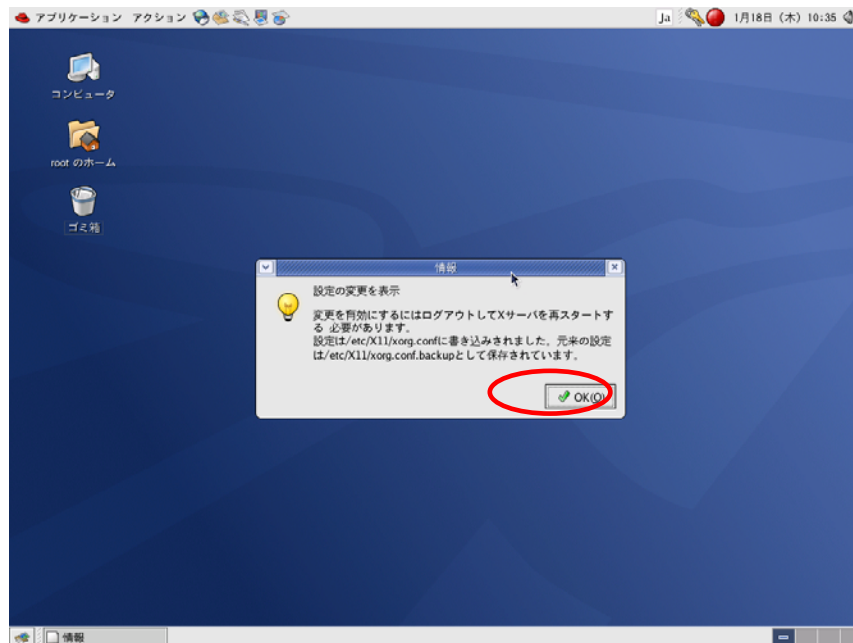 アプリケーション アクション
Ja
1月18日 (木) 10:35
コンピュータ
root のホーム
ゴミ箱
情報
設定の変更を表示
変更を有効にするにはログアウトしてXサーバを再スタートす
る 必要があります。
設定は/etc/X11/xorg.confに書き込みされました。元来の設定
は/etc/X11/xorg.conf.backupとして保存されています。
OK(O)
情報